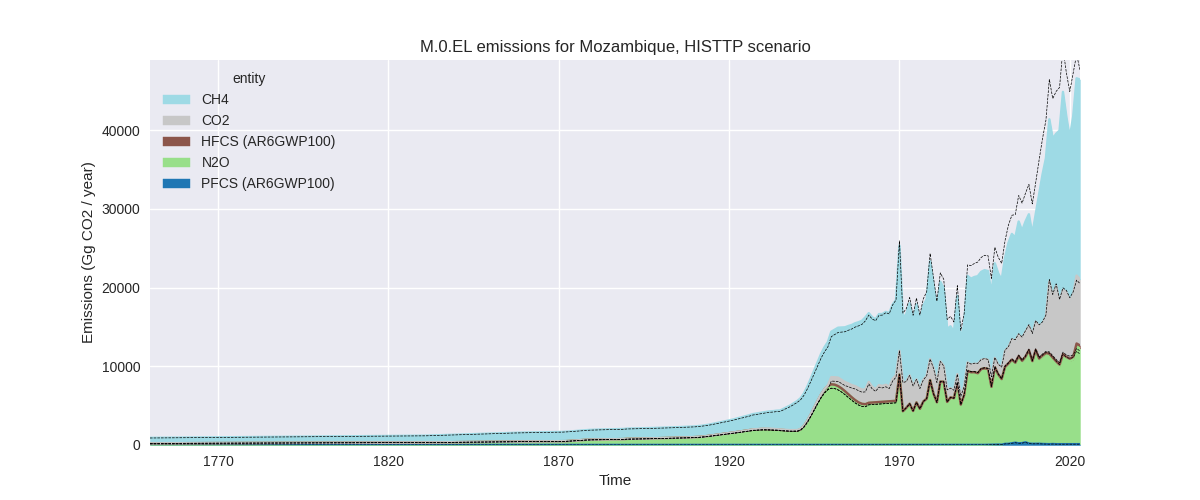 M.0.EL emissions for Mozambique, HISTTP scenario
entity
CH4
CO2
HFCS (AR6GWP100)
N2O
PFCS (AR6GWP100)
Emissions (Gg CO2 / year)
40000
30000
20000
10000
0
1770
1820
1870
1920
1970
2020
Time